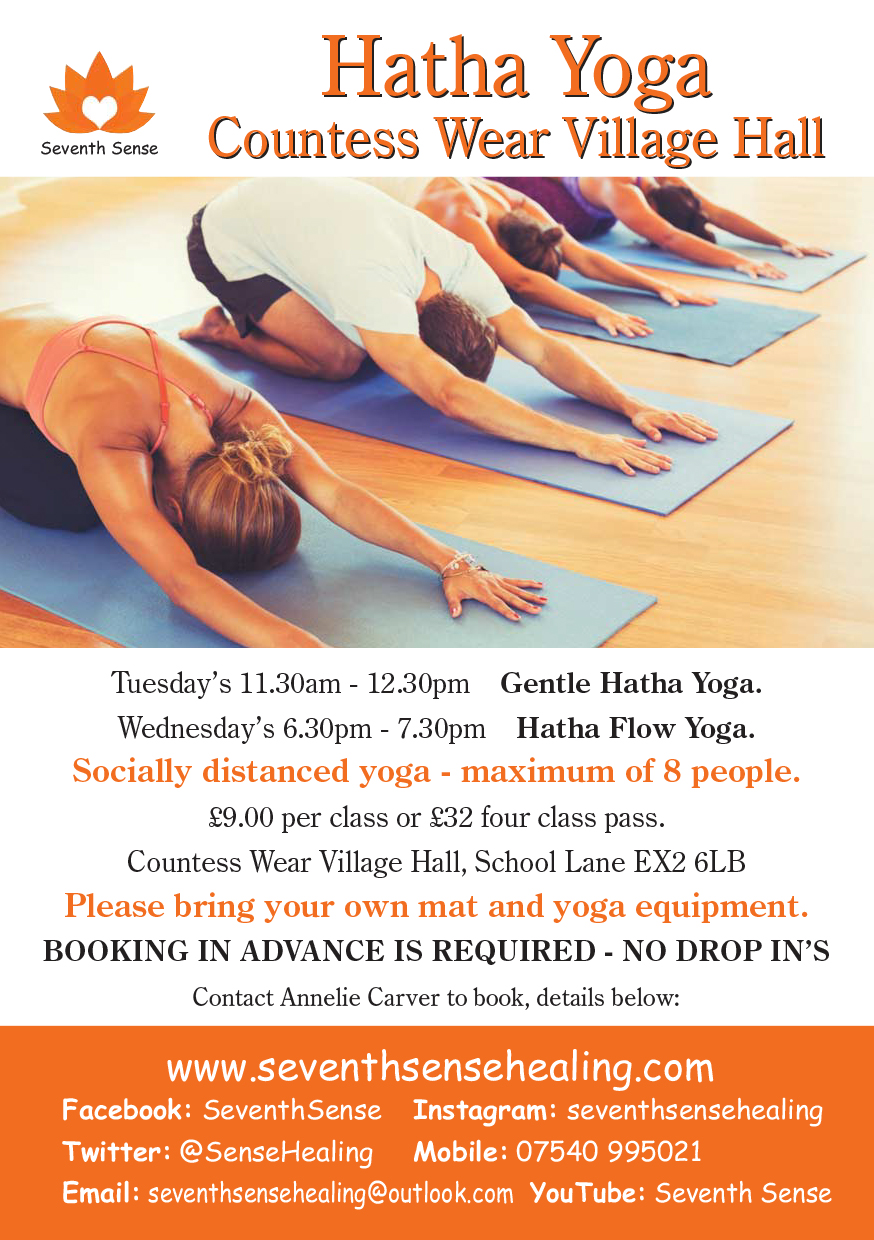 Hatha Yoga
Countess Wear Village Hall
Seventh Sense
Tuesday’s 11.30am - 12.30pm Gentle Hatha Yoga.
Wednesday’s 6.30pm - 7.30pm Hatha Flow Yoga.
Socially distanced yoga - maximum of 8 people.
£9.00 per class or £32 four class pass.
Countess Wear Village Hall, School Lane EX2 6LB
Please bring your own mat and yoga equipment.
BOOKING IN ADVANCE IS REQUIRED - NO DROP IN’S
Contact Annelie Carver to book, details below:
www.seventhsensehealing.com
Facebook: SeventhSense Instagram: seventhsensehealing
Twitter: @SenseHealing Mobile: 07540 995021
Email: seventhsensehealing@outlook.com YouTube: Seventh Sense